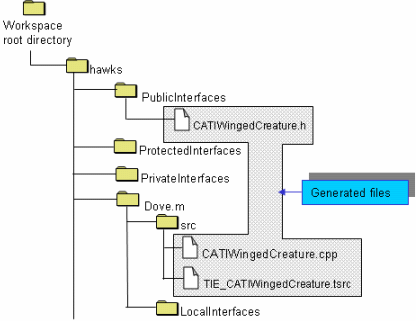 Workspace
root directory
hawks
PublicInterfaces
CATIWingedCreature.h
ProtectedInterfaces
PrivateInterfaces
Generated files
Dove.m
src
CATIWingedCreature.cpp
TIE_CATIWingedCreature.tsrc
LocalInterfaces